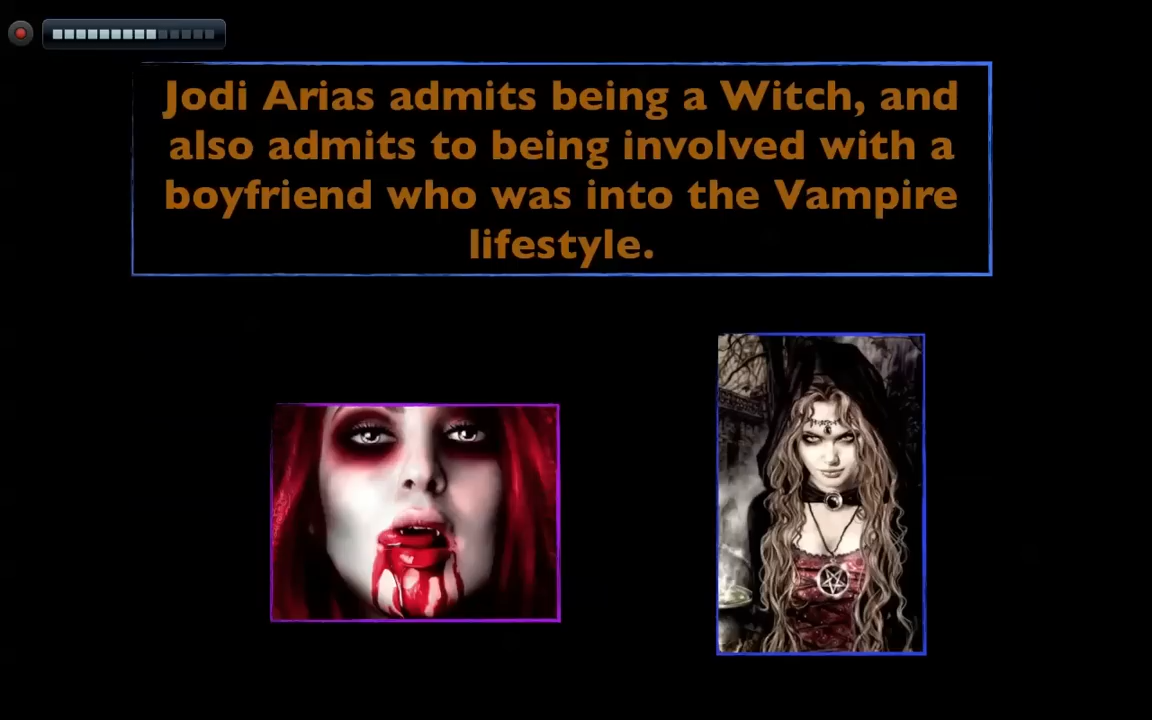 Jodi Arias admits being a Witch, and
also admits to being involved with a
boyfriend who was into the Vampire
lifestyle.